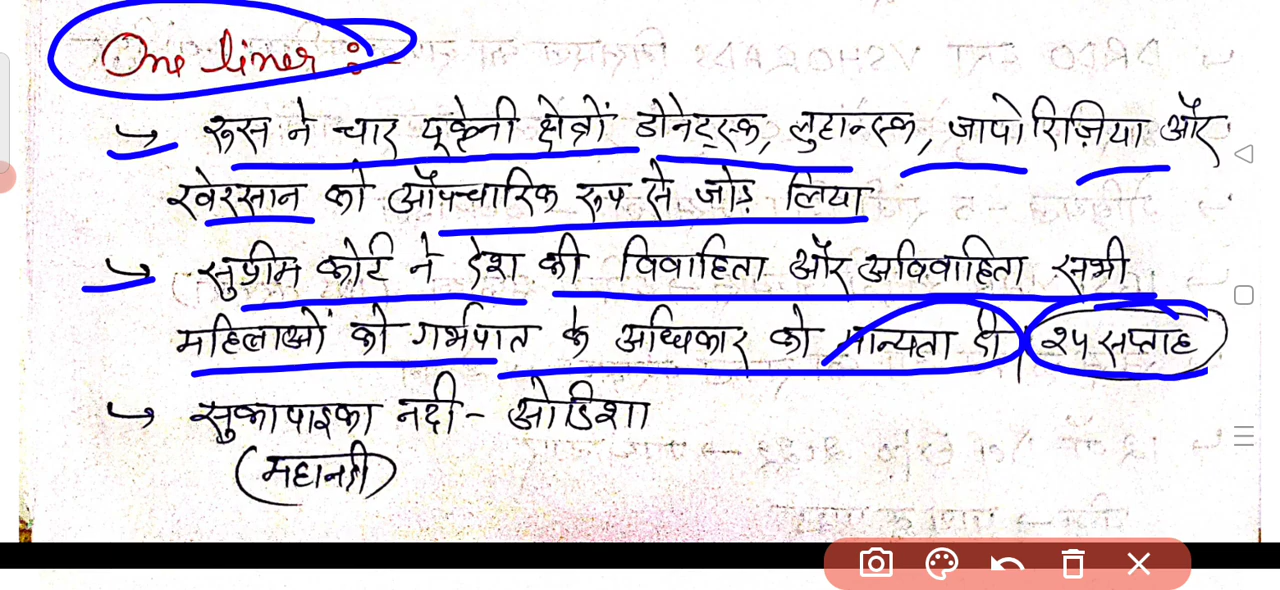 One liner :-
→ रूस ने चार यूक्रेनी क्षेत्रों डोनेट्स्क, लुहान्स्क, जापोरिज़िया और
खेरसान को औपचारिक रूप से जोड़ लिया
→ सुप्रीम कोर्ट ने देश की विवाहिता और अविवाहिता सभी
महिलाओं को गर्भपात के अधिकार को मान्यता दी २५ सप्ताह
→ सुकापाइका नदी - ओडिशा
(महानदी)